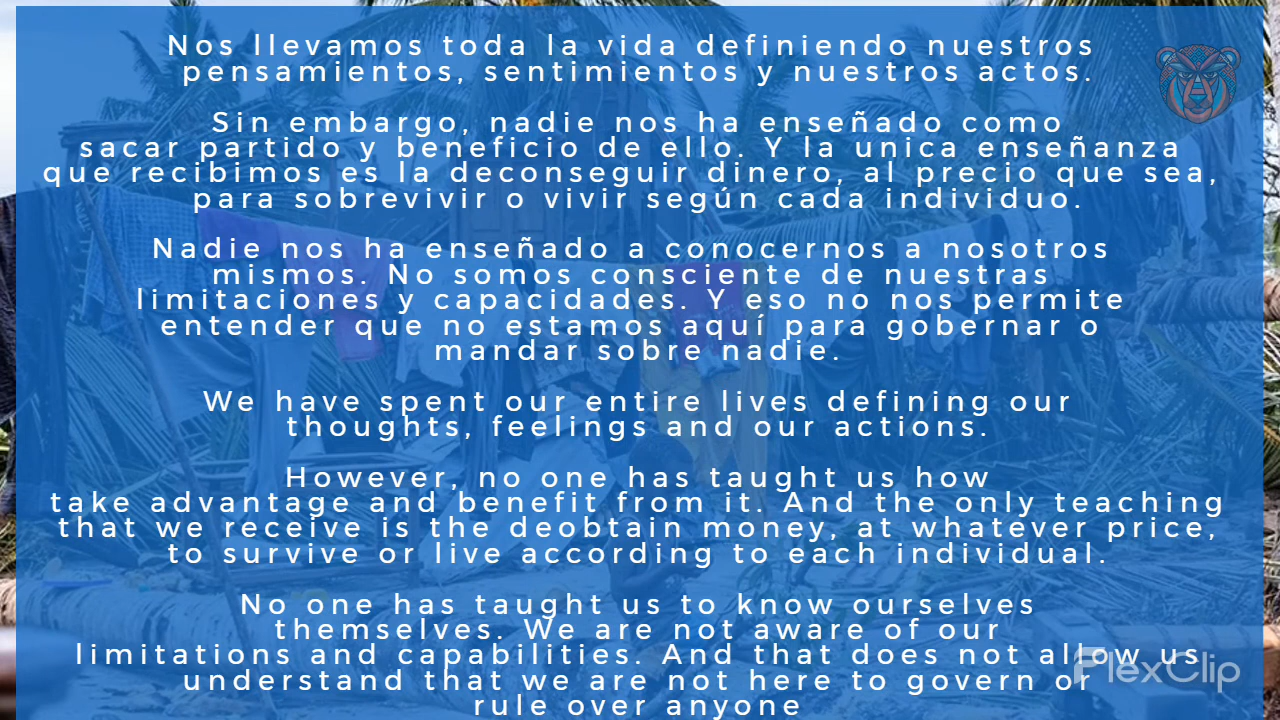 Nos llevamos toda la vida definiendo nuestros
pensamientos, sentimientos y nuestros actos.
Sin embargo, nadie nos ha enseñado como
sacar partido y beneficio de ello. Y la unica enseñanza
que recibimos es la deconseguir dinero, al precio que sea,
para sobrevivir o vivir según cada individuo.
Nadie nos ha enseñado a conocernos a nosotros
mismos. No somos consciente de nuestras
limitaciones y capacidades. Y eso no nos permite
entender que no estamos aquí para gobernar o
mandar sobre nadie.
We have spent our entire lives defining our
thoughts, feelings and our actions.
However, no one has taught us how
take advantage and benefit from it. And the only teaching
that we receive is the deobtain money, at whatever price,
to survive or live according to each individual.
No one has taught us to know ourselves
themselves. We are not aware of our
limitations and capabilities. And that does not allow us
understand that we are not here to govern or
rule over anyone
FlexClip